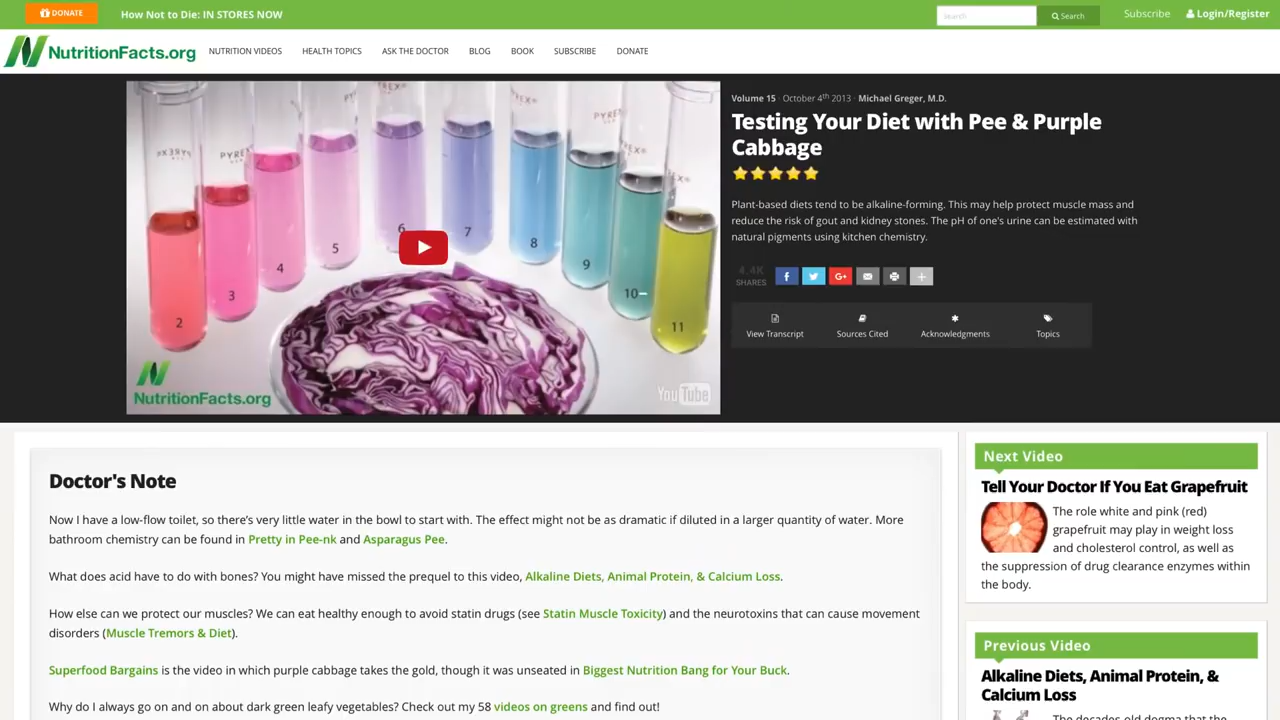 DONATE
How Not to Die: IN STORES NOW
search
Search
Subscribe
Login/Register
NutritionFacts.org
NUTRITION VIDEOS
HEALTH TOPICS
ASK THE DOCTOR
BLOG
BOOK
SUBSCRIBE
DONATE
PYREX
PYREX
PYREX®
PYREX®
PYREX®
2
3
4
5
6
7
8
9
10
11
NutritionFacts.org
YouTube
Volume 15 · October 4th 2013 · Michael Greger, M.D.
Testing Your Diet with Pee & Purple
Cabbage
Plant-based diets tend to be alkaline-forming. This may help protect muscle mass and
reduce the risk of gout and kidney stones. The pH of one's urine can be estimated with
natural pigments using kitchen chemistry.
4.4K
SHARES
View Transcript
Sources Cited
Acknowledgments
Topics
Doctor's Note
Now I have a low-flow toilet, so there's very little water in the bowl to start with. The effect might not be as dramatic if diluted in a larger quantity of water. More
bathroom chemistry can be found in Pretty in Pee-nk and Asparagus Pee.
What does acid have to do with bones? You might have missed the prequel to this video, Alkaline Diets, Animal Protein, & Calcium Loss.
How else can we protect our muscles? We can eat healthy enough to avoid statin drugs (see Statin Muscle Toxicity) and the neurotoxins that can cause movement
disorders (Muscle Tremors & Diet).
Superfood Bargains is the video in which purple cabbage takes the gold, though it was unseated in Biggest Nutrition Bang for Your Buck.
Why do I always go on and on about dark green leafy vegetables? Check out my 58 videos on greens and find out!
Next Video
Tell Your Doctor If You Eat Grapefruit
The role white and pink (red)
grapefruit may play in weight loss
and cholesterol control, as well as
the suppression of drug clearance enzymes within
the body.
Previous Video
Alkaline Diets, Animal Protein, &
Calcium Loss
The decades-old dogma that the